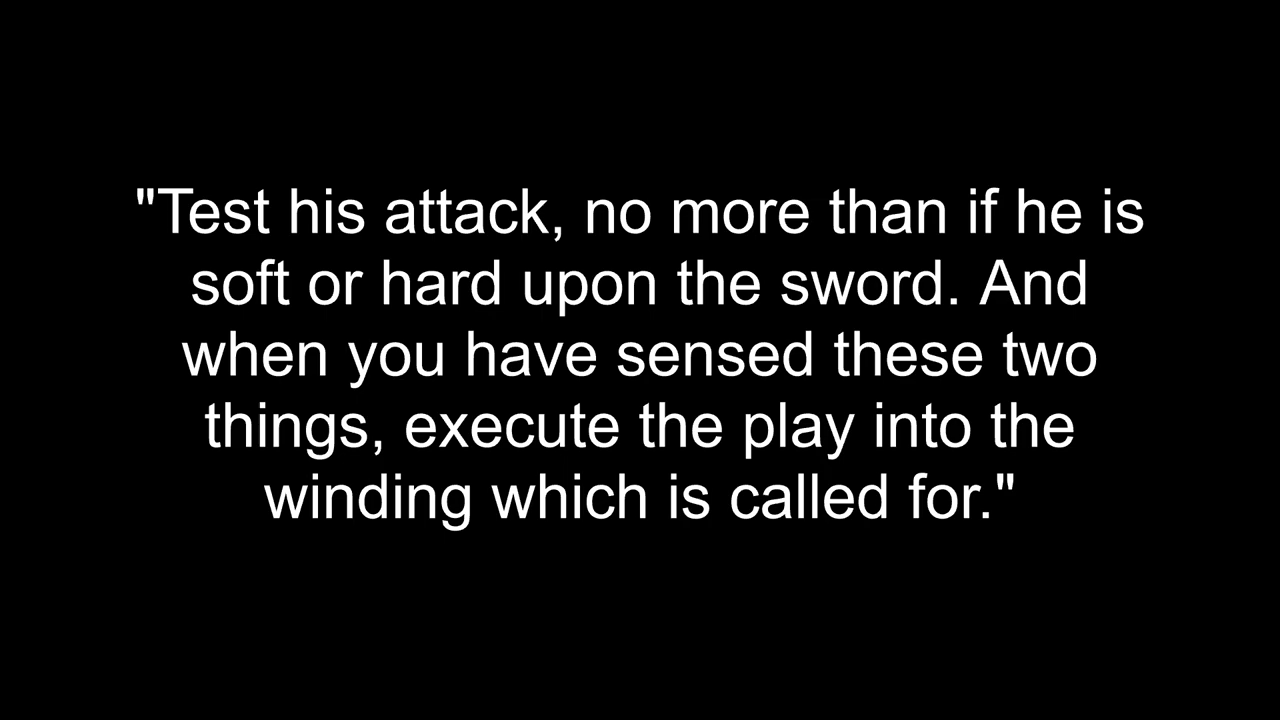 "Test his attack, no more than if he is
soft or hard upon the sword. And
when you have sensed these two
things, execute the play into the
winding which is called for."